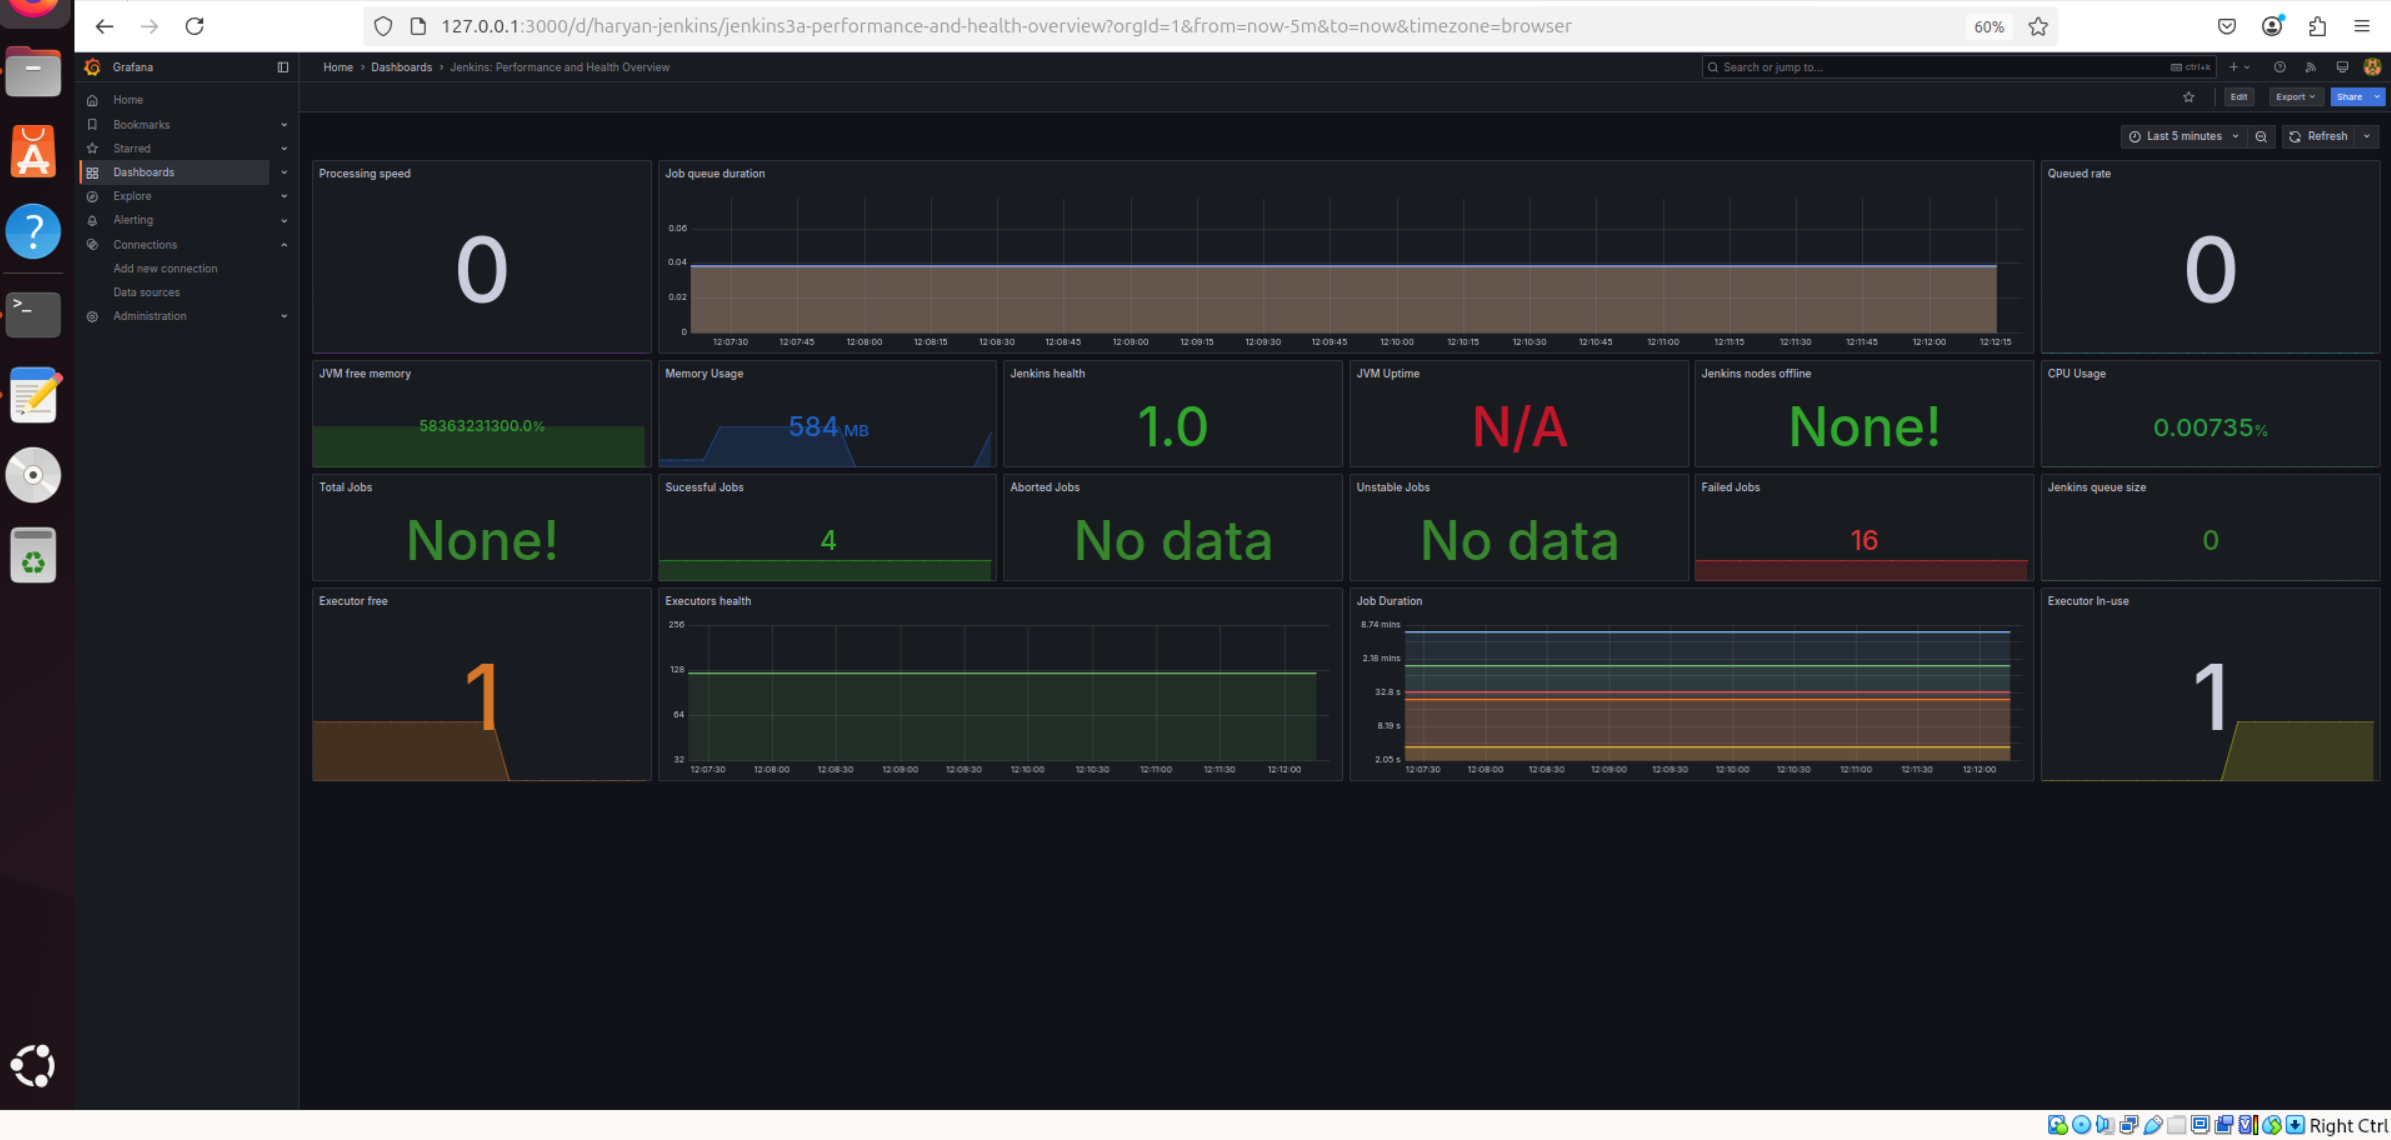 127.0.0.1:3000/d/haryan-jenkins/jenkins3a-performance-and-health-overview?orgId=1&from=now-5m&to=now&timezone=browser
60%
Grafana
Home › Dashboards › Jenkins: Performance and Health Overview
Search or jump to...
ctrl+k
Home
Bookmarks
Starred
Dashboards
Explore
Alerting
Connections
Add new connection
Data sources
Administration
Edit
Export
Share
Last 5 minutes
Refresh
Processing speed
0
Job queue duration
0.06
0.04
0.02
0
12:07:30 12:07:45 12:08:00 12:08:15 12:08:30 12:08:45 12:09:00 12:09:15 12:09:30 12:09:45 12:10:00 12:10:15 12:10:30 12:10:45 12:11:00 12:11:15 12:11:30 12:11:45 12:12:00 12:12:15
Queued rate
0
JVM free memory
58363231300.0%
Memory Usage
584 MB
Jenkins health
1.0
JVM Uptime
N/A
Jenkins nodes offline
None!
CPU Usage
0.00735%
Total Jobs
None!
Sucessful Jobs
4
Aborted Jobs
No data
Unstable Jobs
No data
Failed Jobs
16
Jenkins queue size
0
Executor free
1
Executors health
256
128
64
32
12:07:30 12:08:00 12:08:30 12:09:00 12:09:30 12:10:00 12:10:30 12:11:00 12:11:30 12:12:00
Job Duration
8.74 mins
2.18 mins
32.8 s
8.19 s
2.05 s
12:07:30 12:08:00 12:08:30 12:09:00 12:09:30 12:10:00 12:10:30 12:11:00 12:11:30 12:12:00
Executor In-use
1
Right Ctrl